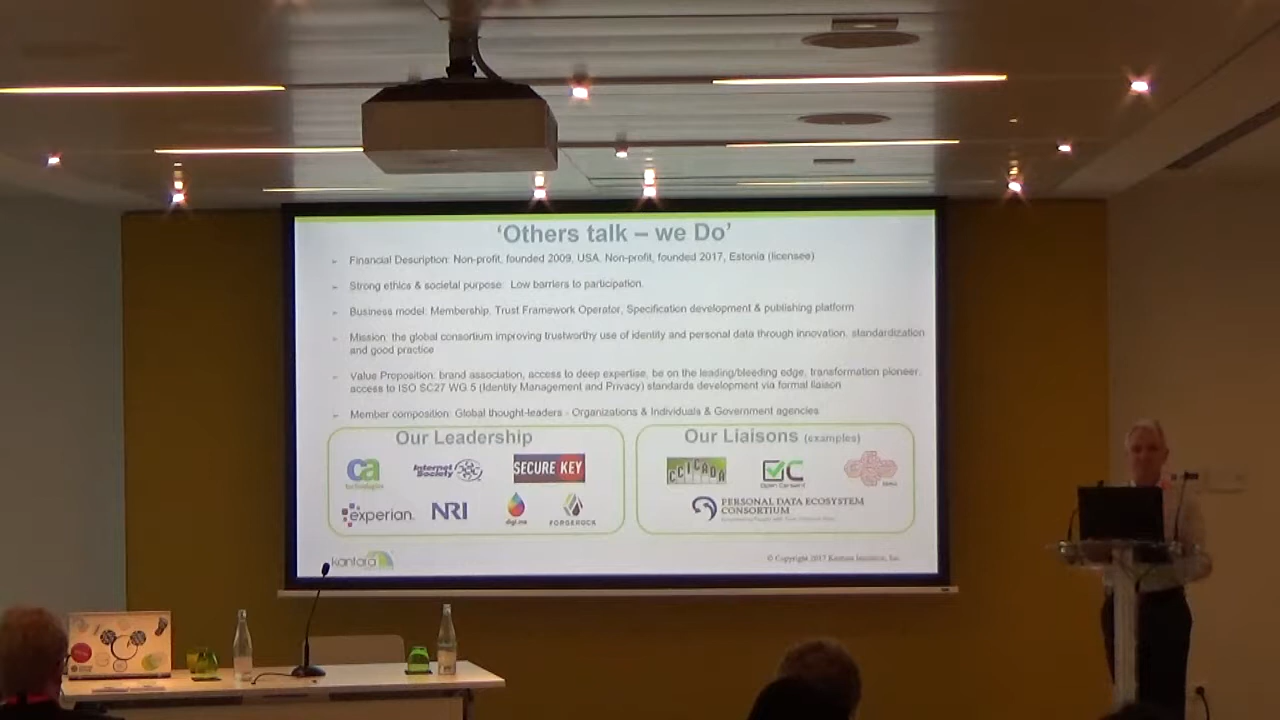 ‘Others talk – we Do’
Financial Description: Non-profit, founded 2009, USA. Non-profit, founded 2017, Estonia (licensee)
Strong ethics & societal purpose: Low barriers to participation.
Business model: Membership, Trust Framework Operator, Specification development & publishing platform
Mission: the global consortium improving trustworthy use of identity and personal data through innovation, standardization
and good practice
Value Proposition: brand association, access to deep expertise, be on the leading/bleeding edge, transformation pioneer,
access to ISO SC27 WG 5 (Identity Management and Privacy) standards development via formal liaison
Member composition: Global thought-leaders - Organizations & Individuals & Government agencies
Our Leadership
ca
technologies
Internet
Society
SECURE KEY
experian.
NRI
digi.me
FORGEROCK
Our Liaisons (examples)
CCICADA
Open Consent
PERSONAL DATA ECOSYSTEM
CONSORTIUM
kantara
© Copyright 2017 Kantara Initiative, Inc.